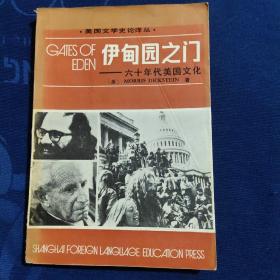 ·美国文学史论译丛·
GATES OF
EDEN
伊甸园之门
——六十年代美国文化
〔美〕 MORRIS DICKSTEIN 著
SHANGHAI FOREIGN LANGUAGE EDUCATION PRESS